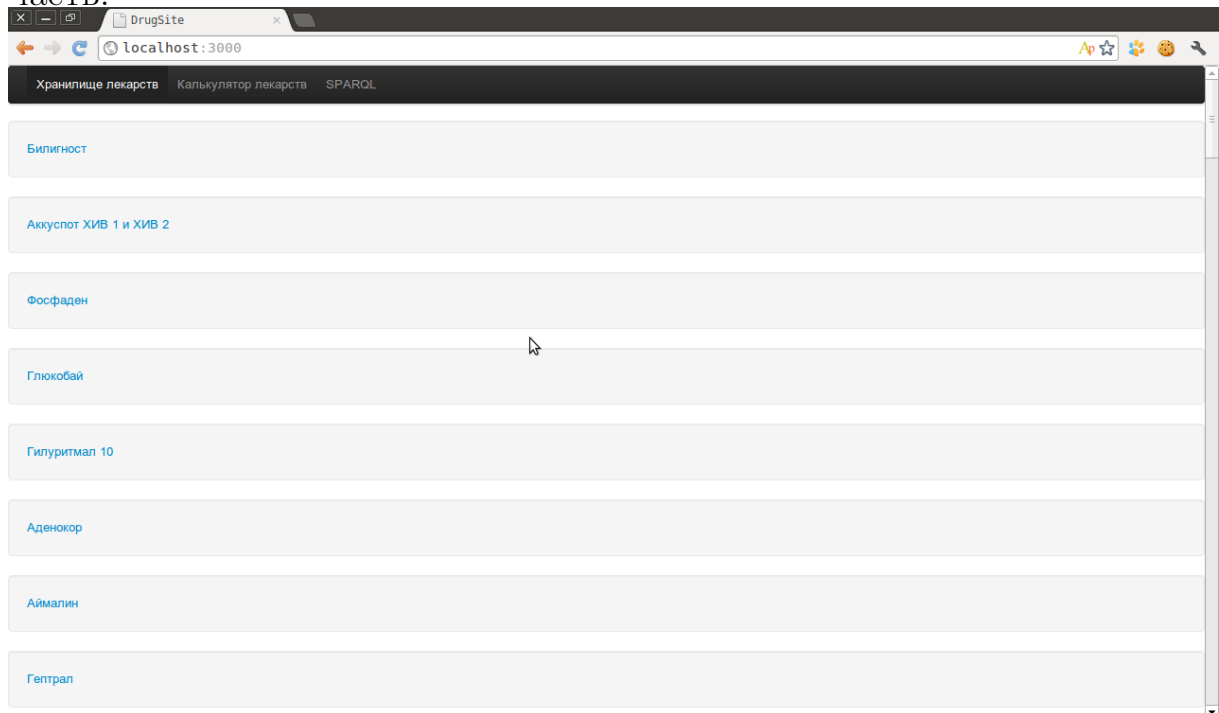 часть.
DrugSite
localhost:3000
Хранилище лекарств Калькулятор лекарств SPARQL
Билигност
Аккуспот ХИВ 1 и ХИВ 2
Фосфаден
Глюкобай
Гилуритмал 10
Аденокор
Аймалин
Гептрал